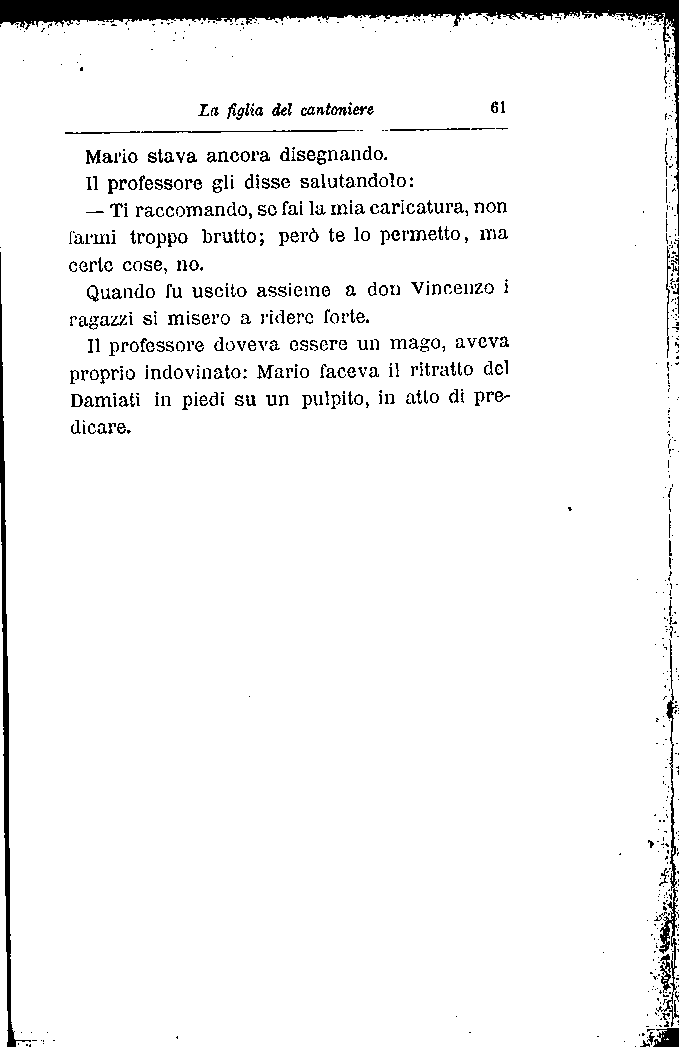 La figlia del cantoniere 61
Mario stava ancora disegnando.
Il professore gli disse salutandolo:
— Ti raccomando, se fai la mia caricatura, non
farmi troppo brutto; però te lo permetto, ma
certe cose, no.
Quando fu uscito assieme a don Vincenzo i
ragazzi si misero a ridere forte.
Il professore doveva essere un mago, aveva
proprio indovinato: Mario faceva il ritratto del
Damiati in piedi su un pulpito, in atto di pre-
dicare.